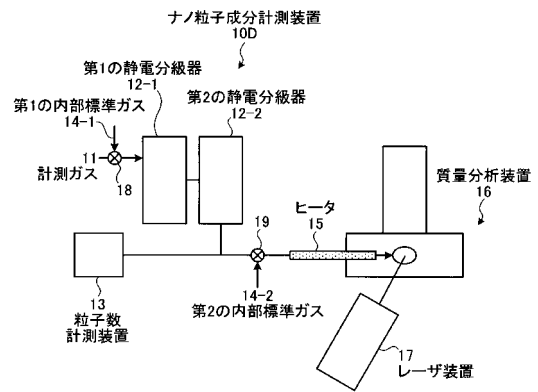 ナノ粒子成分計測装置
10D
第1の静電分級器
12-1
第1の内部標準ガス
14-1
第2の静電分級器
12-2
11
計測ガス
18
質量分析装置
16
ヒータ
15
19
13
粒子数
計測装置
14-2
第2の内部標準ガス
17
レーザ装置